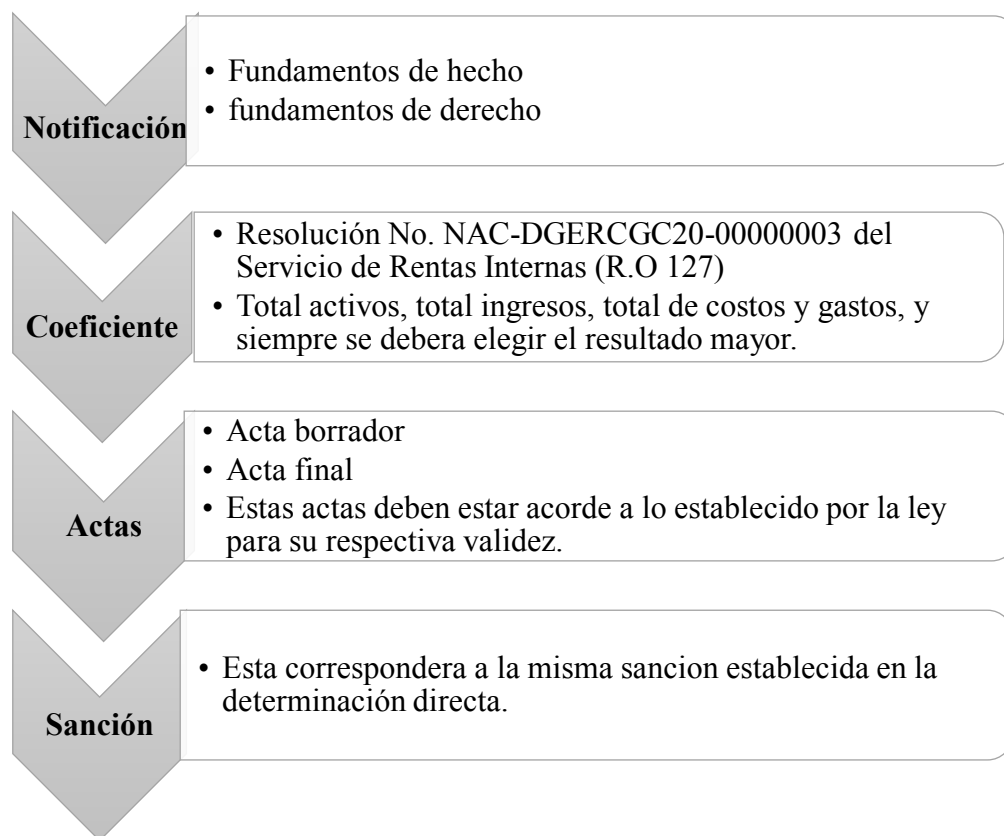 Notificación
• Fundamentos de hecho
• fundamentos de derecho
Coeficiente
• Resolución No. NAC-DGERCGC20-00000003 del
Servicio de Rentas Internas (R.O 127)
• Total activos, total ingresos, total de costos y gastos, y
siempre se debera elegir el resultado mayor.
Actas
• Acta borrador
• Acta final
• Estas actas deben estar acorde a lo establecido por la ley
para su respectiva validez.
Sanción
• Esta correspondera a la misma sancion establecida en la
determinación directa.